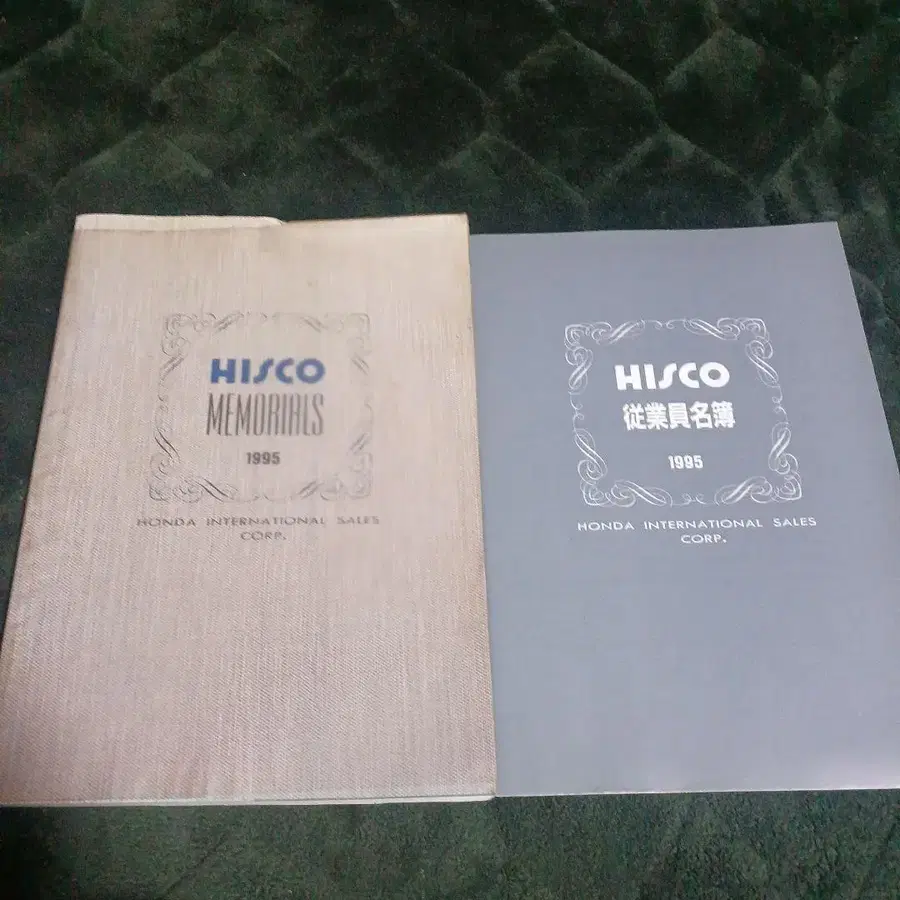 HISCO
MEMORIALS
1995
HONDA INTERNATIONAL SALES
CORP.
HISCO
従業員名簿
1995
HONDA INTERNATIONAL SALES
CORP.